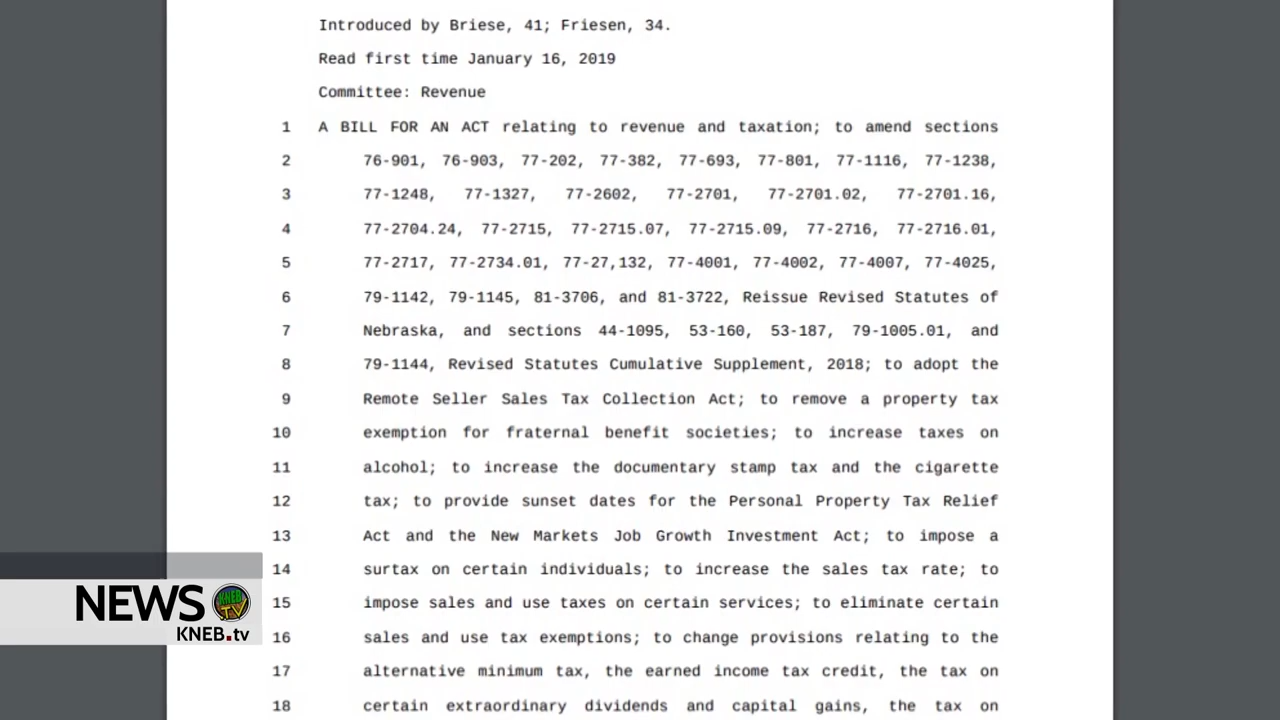 Introduced by Briese, 41; Friesen, 34.
Read first time January 16, 2019
Committee: Revenue
1 A BILL FOR AN ACT relating to revenue and taxation; to amend sections
2 76-901, 76-903, 77-202, 77-382, 77-693, 77-801, 77-1116, 77-1238,
3 77-1248, 77-1327, 77-2602, 77-2701, 77-2701.02, 77-2701.16,
4 77-2704.24, 77-2715, 77-2715.07, 77-2715.09, 77-2716, 77-2716.01,
5 77-2717, 77-2734.01, 77-27,132, 77-4001, 77-4002, 77-4007, 77-4025,
6 79-1142, 79-1145, 81-3706, and 81-3722, Reissue Revised Statutes of
7 Nebraska, and sections 44-1095, 53-160, 53-187, 79-1005.01, and
8 79-1144, Revised Statutes Cumulative Supplement, 2018; to adopt the
9 Remote Seller Sales Tax Collection Act; to remove a property tax
10 exemption for fraternal benefit societies; to increase taxes on
11 alcohol; to increase the documentary stamp tax and the cigarette
12 tax; to provide sunset dates for the Personal Property Tax Relief
13 Act and the New Markets Job Growth Investment Act; to impose a
14 surtax on certain individuals; to increase the sales tax rate; to
15 impose sales and use taxes on certain services; to eliminate certain
16 sales and use tax exemptions; to change provisions relating to the
17 alternative minimum tax, the earned income tax credit, the tax on
18 certain extraordinary dividends and capital gains, the tax on
NEWS KNEB TV
KNEB.tv